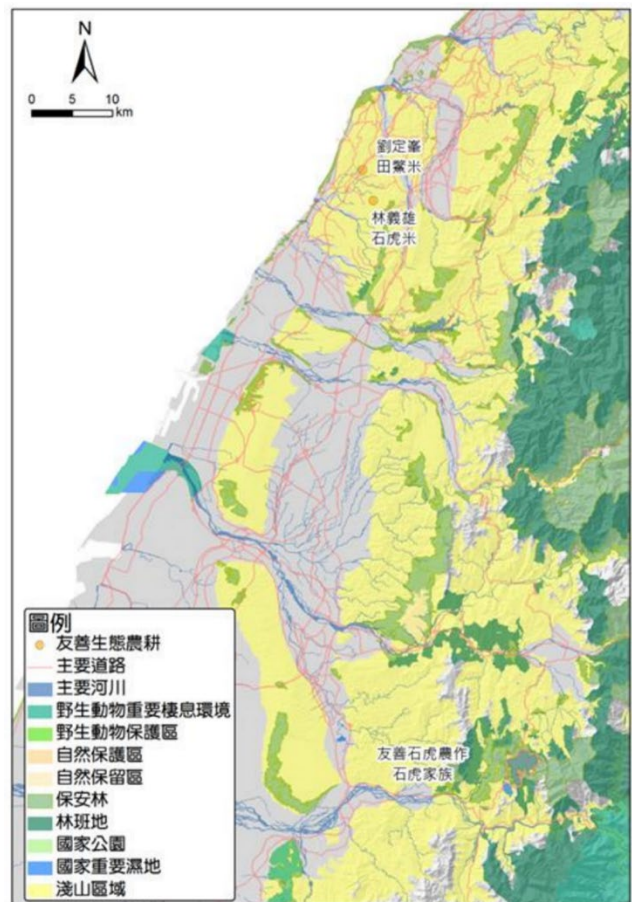 N
0 5 10
km
劉定峯
田鱉米
林義雄
石虎米
友善石虎農作
石虎家族
圖例
友善生態農耕
主要道路
主要河川
野生動物重要棲息環境
野生動物保護區
自然保護區
自然保留區
保安林
林班地
國家公園
國家重要濕地
淺山區域